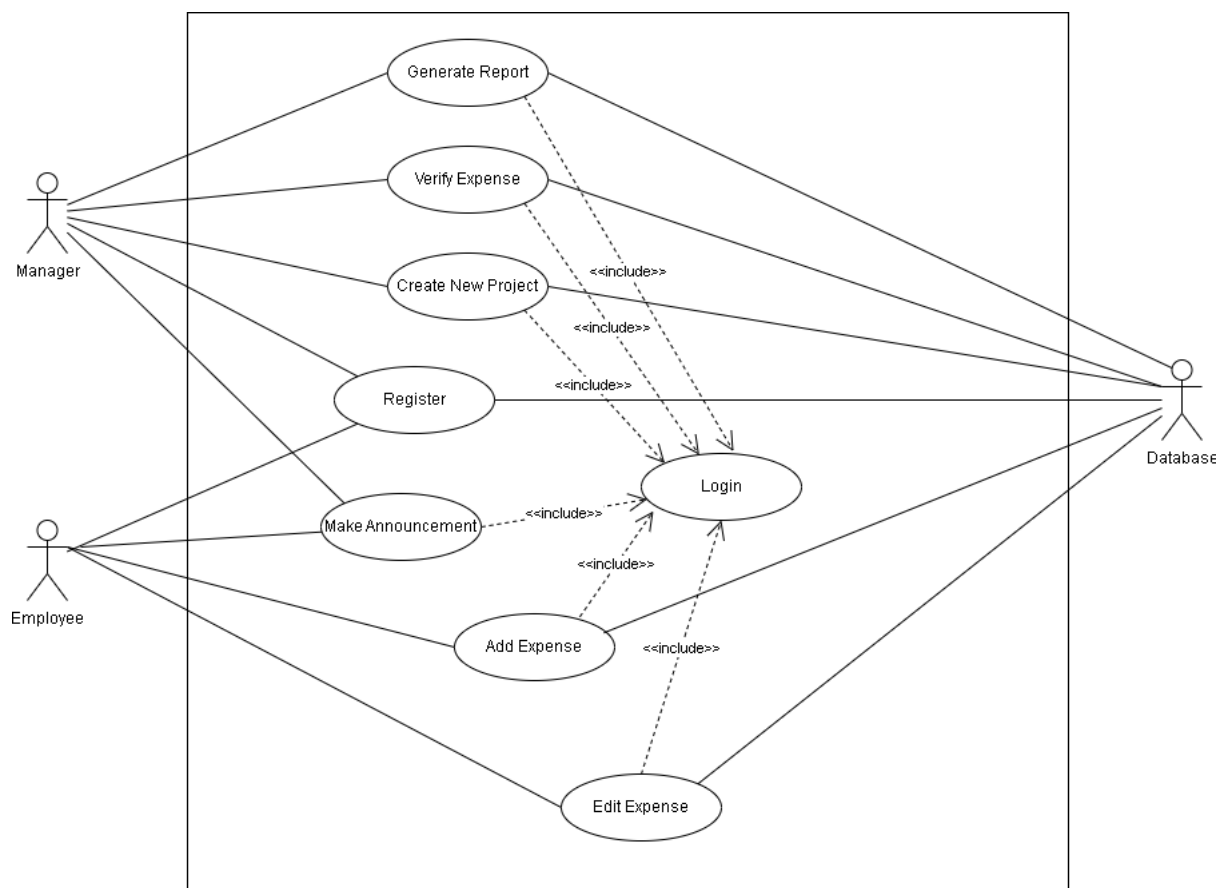 Generate Report
Verify Expense
Manager
<<include>>
Create New Project
<<include>>
<<include>>
Register
Database
Login
Make Announcement
<<include>>
<<include>>
Employee
Add Expense
<<include>>
Edit Expense